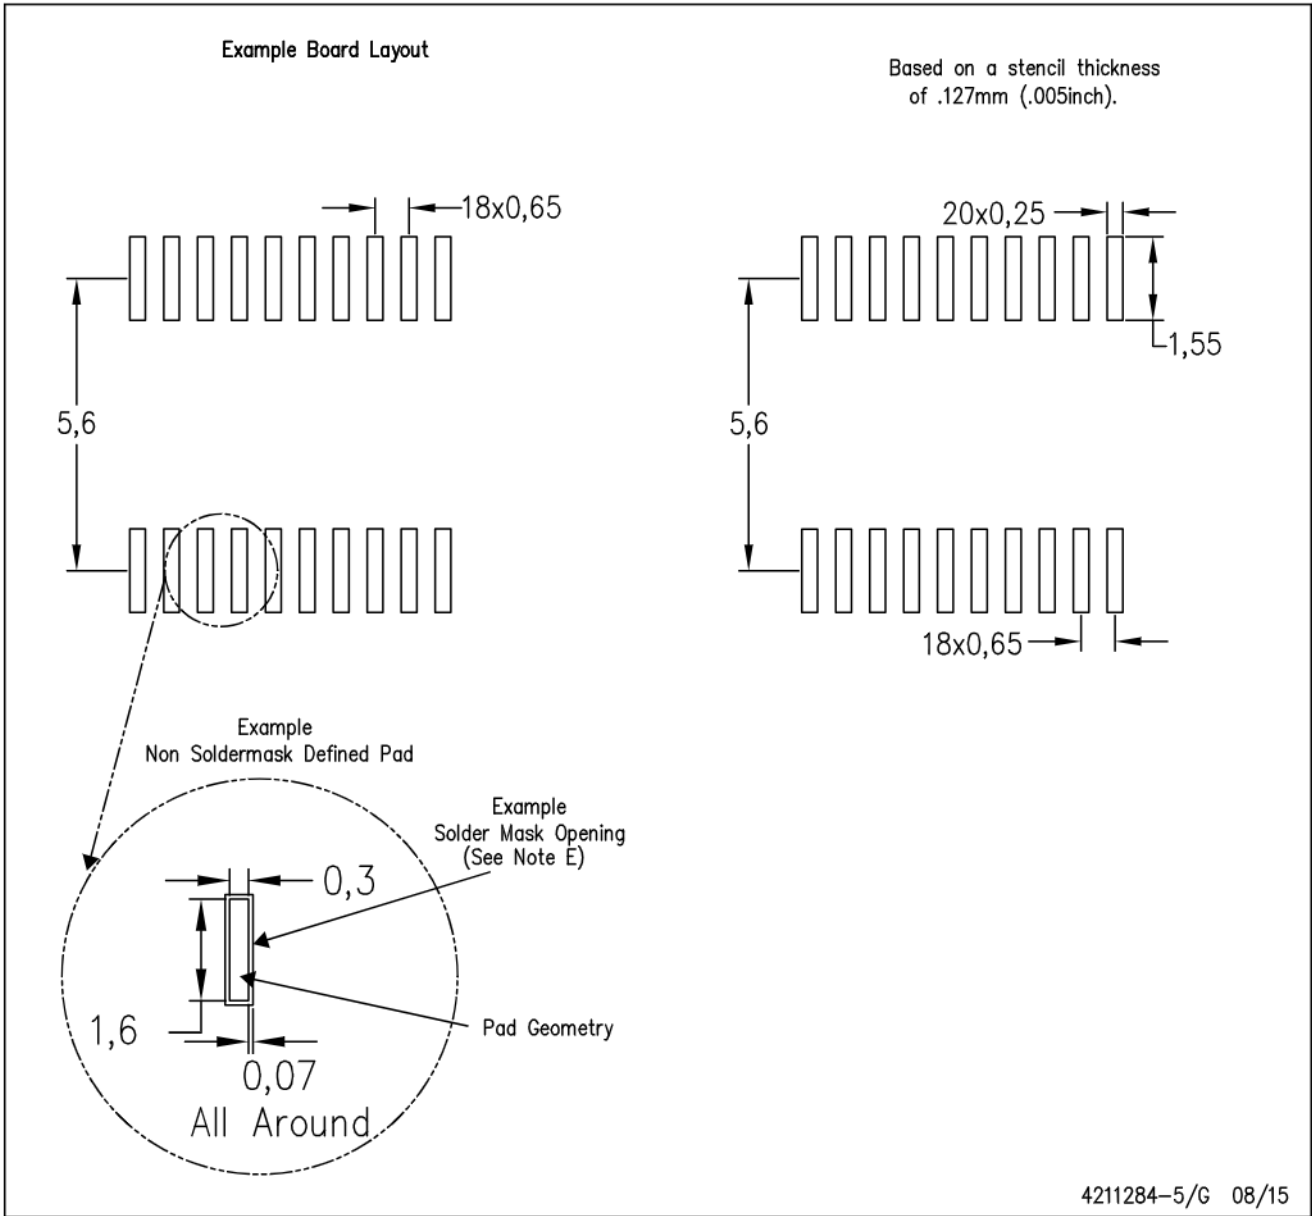 Example Board Layout
Based on a stencil thickness
of .127mm (.005inch).
18x0,65
20x0,25
1,55
5,6
5,6
18x0,65
Example
Non Soldermask Defined Pad
Example
Solder Mask Opening
(See Note E)
0,3
1,6
Pad Geometry
0,07
All Around
4211284-5/G 08/15